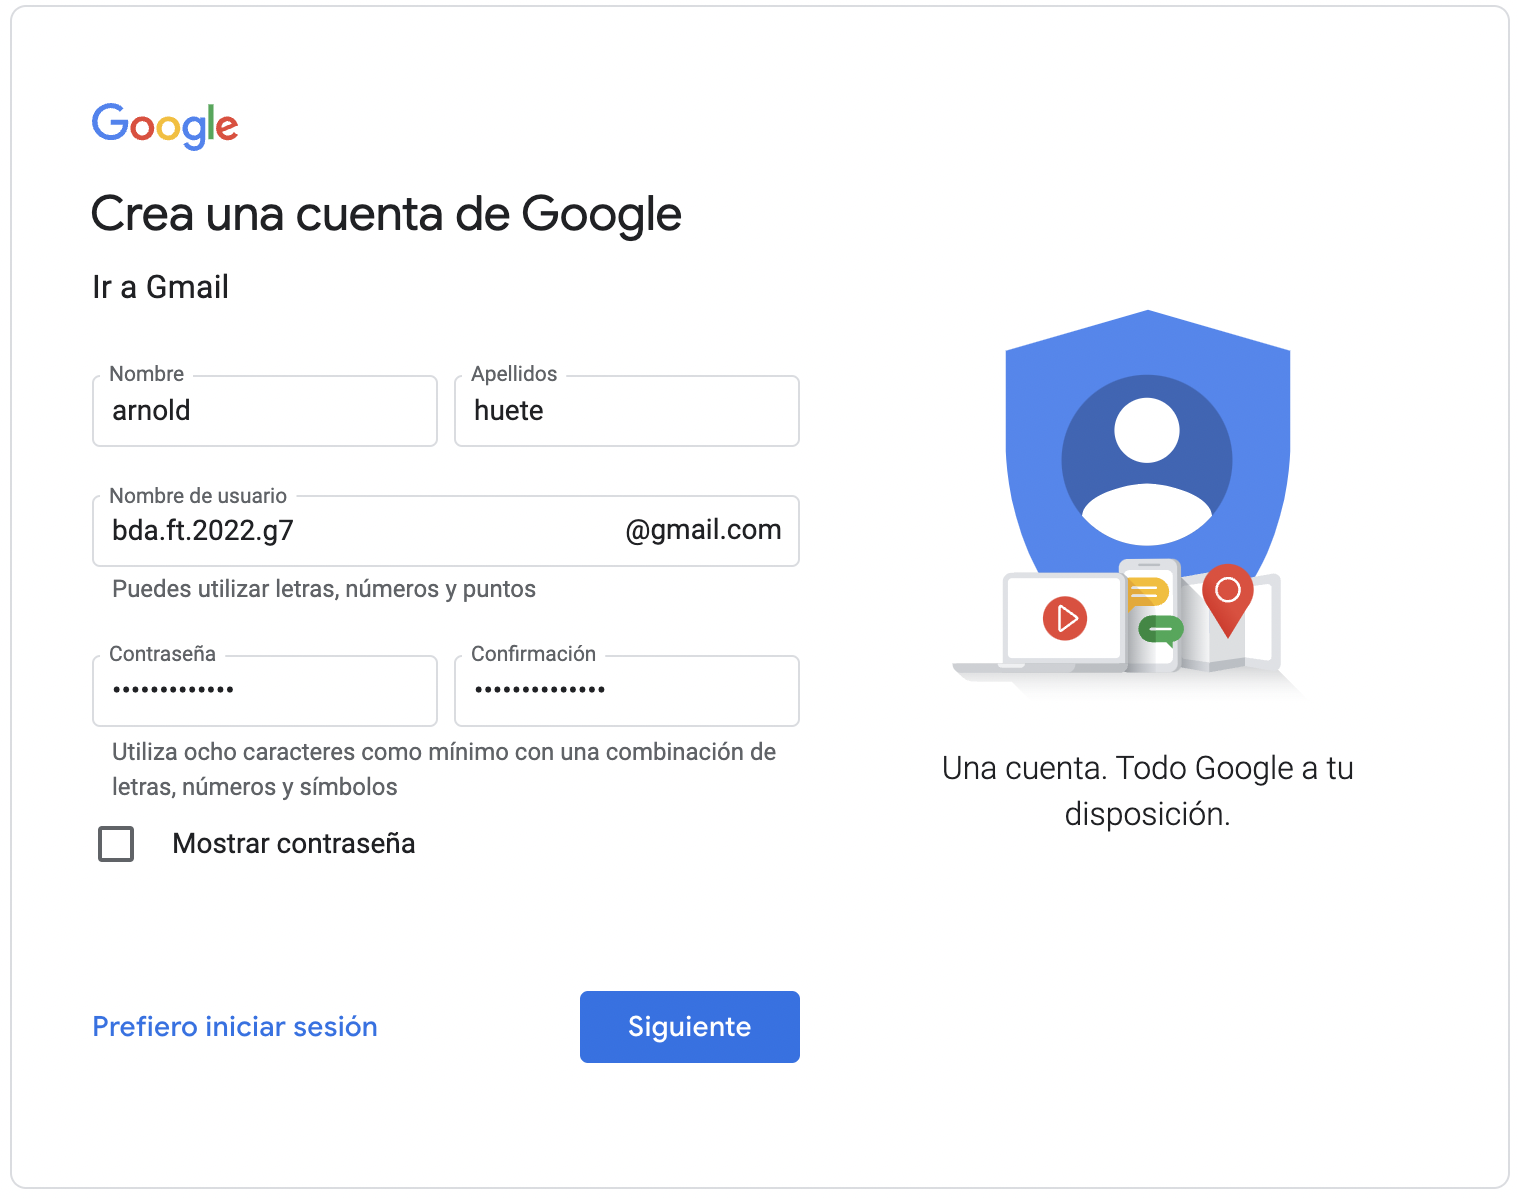 Google
Crea una cuenta de Google
Ir a Gmail
Nombre
arnold
Apellidos
huete
Nombre de usuario
bda.ft.2022.g7
@gmail.com
Puedes utilizar letras, números y puntos
Contraseña
•••••••••••••
Confirmación
••••••••••••••
Utiliza ocho caracteres como mínimo con una combinación de
letras, números y símbolos
Mostrar contraseña
Prefiero iniciar sesión
Siguiente
Una cuenta. Todo Google a tu
disposición.